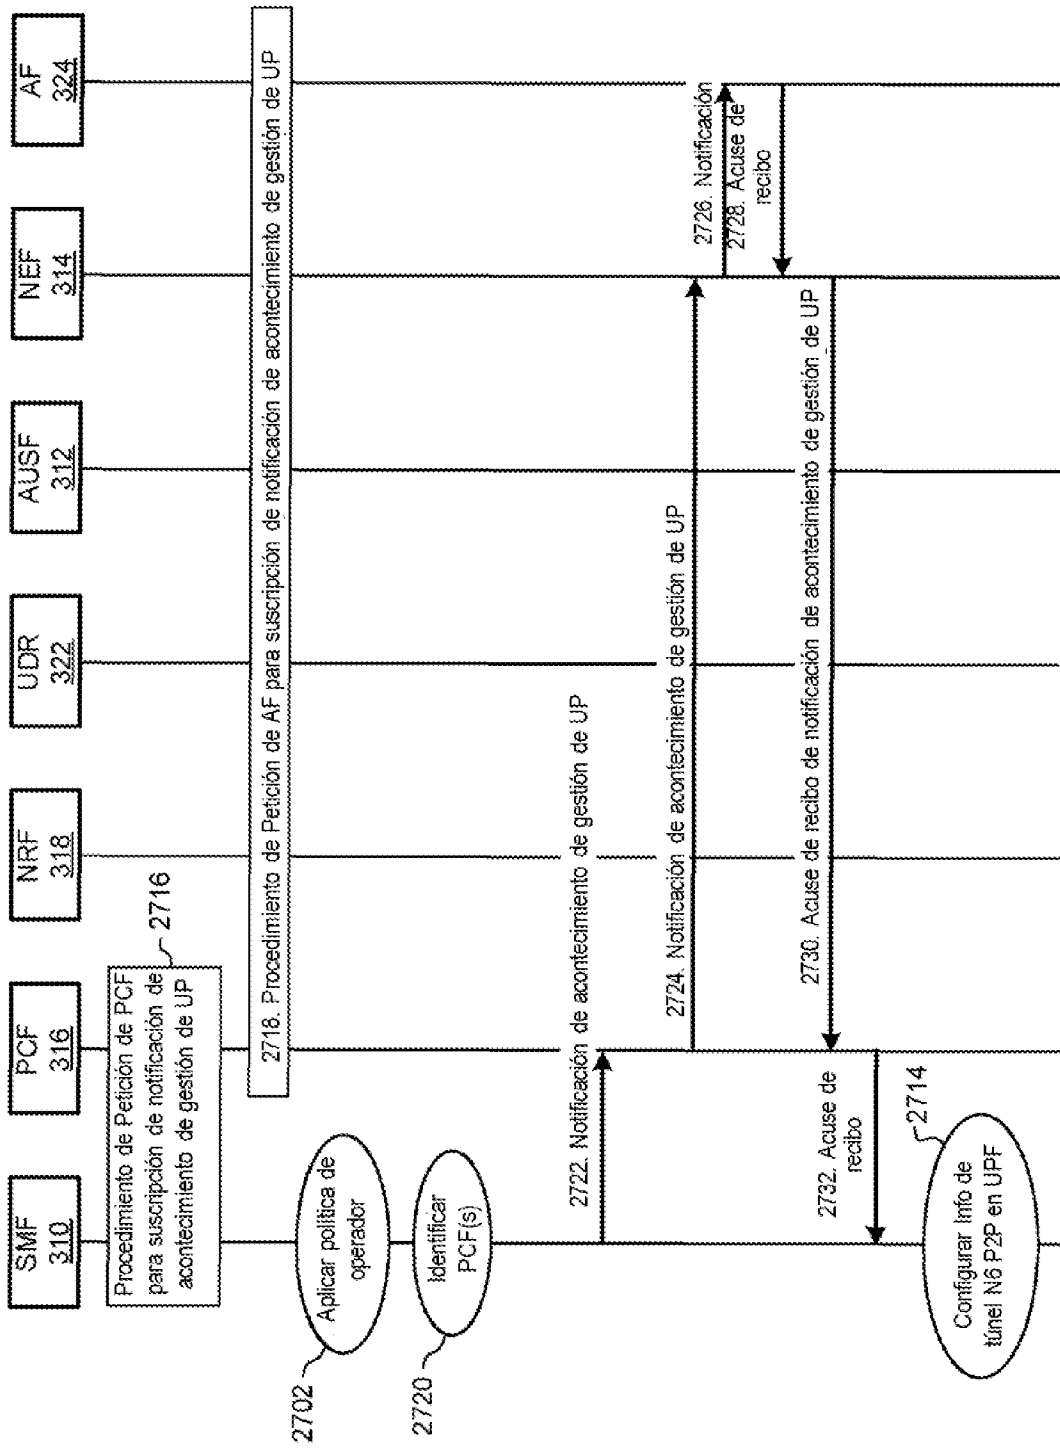 SMF
310
PCF
316
NRF
318
UDR
322
AUSF
312
NEF
314
AF
324
Procedimiento de Petición de PCF
para suscripción de notificación de
acontecimiento de gestión de UP
2716
2718. Procedimiento de Petición de AF para suscripción de notificación de acontecimiento de gestión de UP
2702
Aplicar política de
operador
2720
Identificar
PCF(s)
2722. Notificación de acontecimiento de gestión de UP
2724. Notificación de acontecimiento de gestión de UP
2726. Notificación
2728. Acuse de
recibo
2730. Acuse de recibo de notificación de acontecimiento de gestión de UP
2732. Acuse de
recibo
2714
Configurar Info de
túnel N6 P2P en UPF